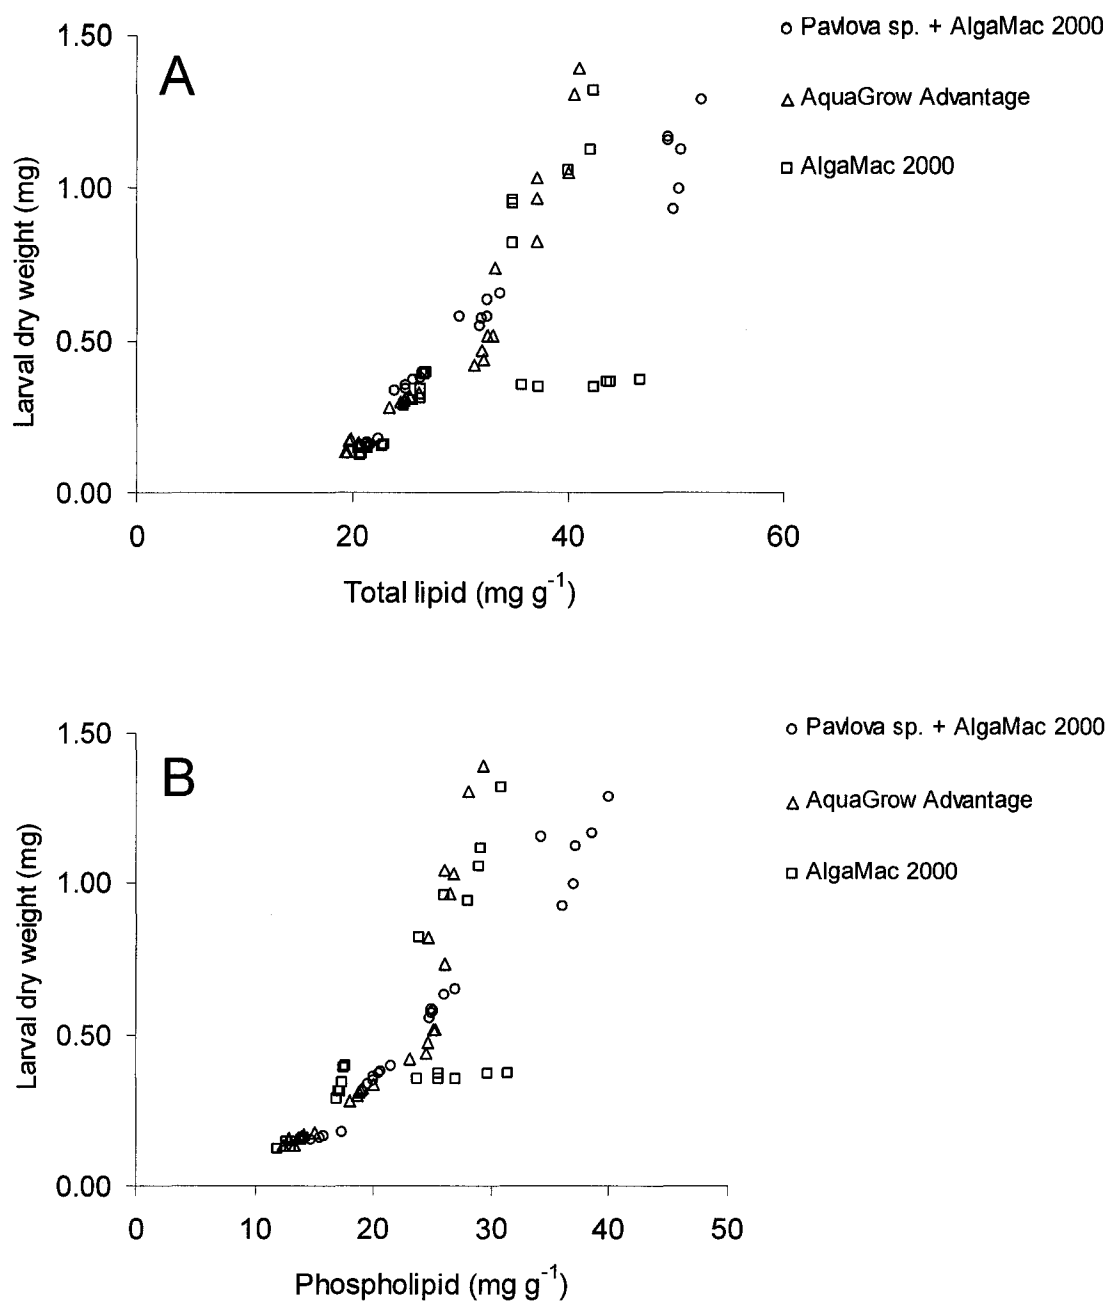 A
1.50
1.00
0.50
0.00
Larval dry weight (mg)
0
20
40
60
Total lipid (mg g-1)
Pavlova sp. + AlgaMac 2000
AquaGrow Advantage
AlgaMac 2000
B
1.50
1.00
0.50
0.00
Larval dry weight (mg)
0
10
20
30
40
50
Phospholipid (mg g-1)
Pavlova sp. + AlgaMac 2000
AquaGrow Advantage
AlgaMac 2000